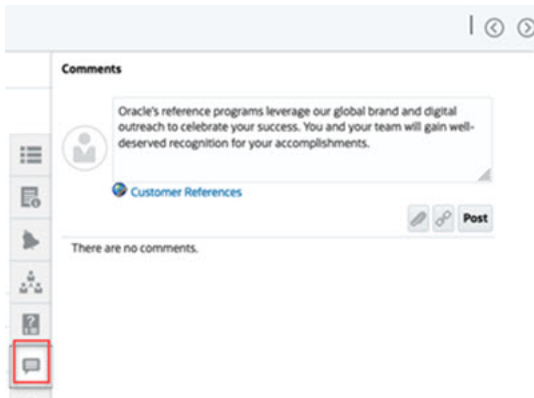 Comments
Oracle's reference programs leverage our global brand and digital
outreach to celebrate your success. You and your team will gain well-
deserved recognition for your accomplishments.
Customer References
Post
There are no comments.